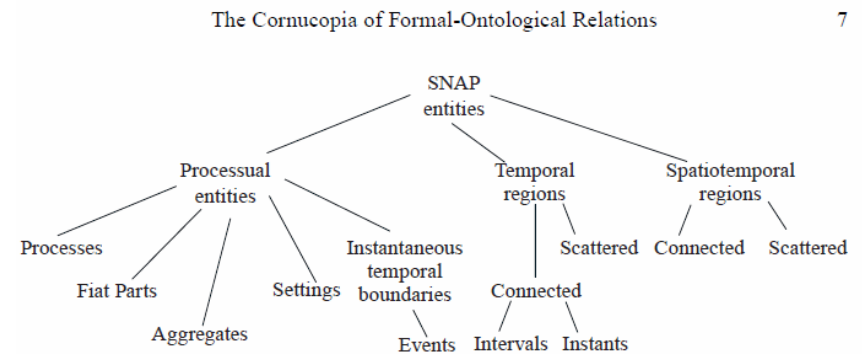 The Cornucopia of Formal-Ontological Relations 7
SNAP
entities
Processual
entities
Temporal
regions
Spatiotemporal
regions
Processes
Fiat Parts
Aggregates
Settings
Instantaneous
temporal
boundaries
Events
Connected
Intervals
Instants
Scattered
Connected
Scattered